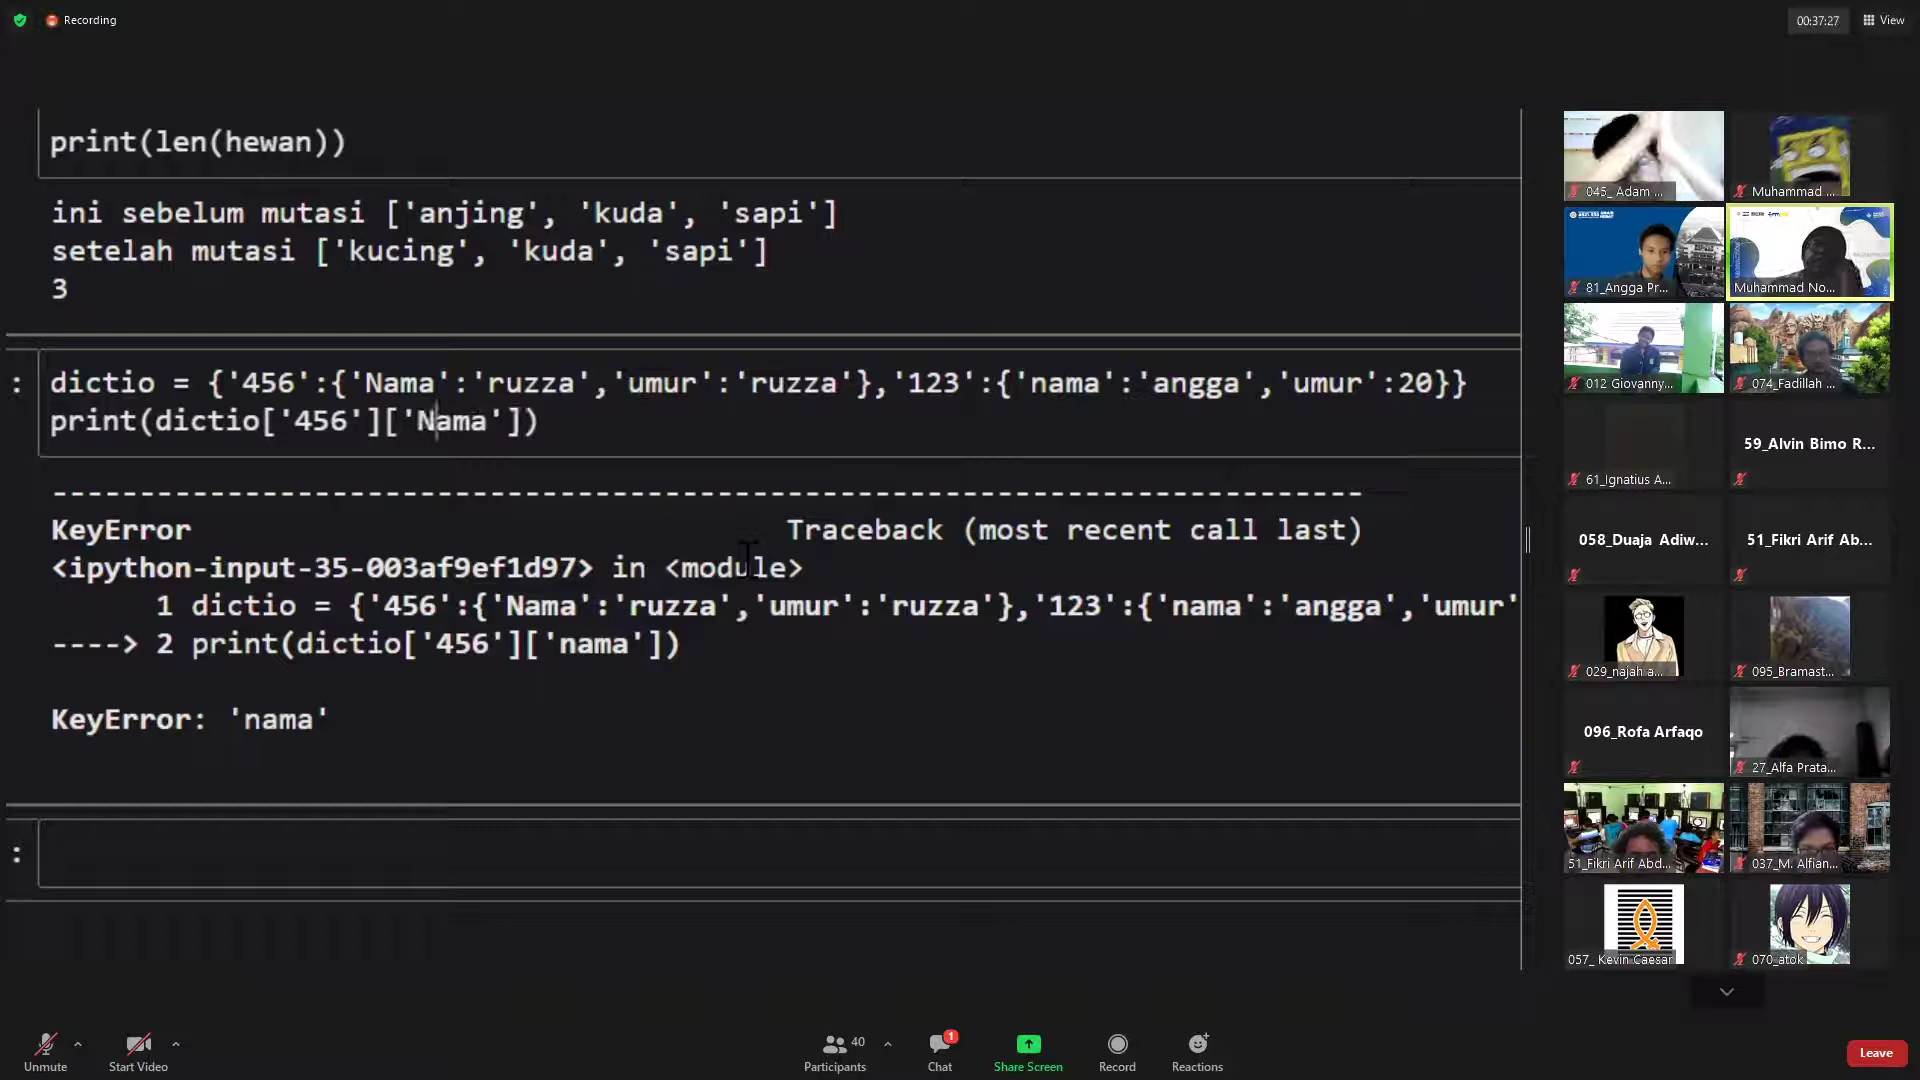 Recording
00:37:27
View
print(len(hewan))
ini sebelum mutasi ['anjing', 'kuda', 'sapi']
setelah mutasi ['kucing', 'kuda', 'sapi']
3
: dictio = {'456':{'Nama':'ruzza','umur':'ruzza'},'123':{'nama':'angga','umur':20}}
print(dictio['456']['Nama'])
---------------------------------------------------------------------------
KeyError Traceback (most recent call last)
<ipython-input-35-003af9ef1d97> in <module>
1 dictio = {'456':{'Nama':'ruzza','umur':'ruzza'},'123':{'nama':'angga','umur'
----> 2 print(dictio['456']['nama'])
KeyError: 'nama'
:
045_ Adam ...
Muhammad ...
81_Angga Pr...
Muhammad No...
012 Giovanny...
074_Fadillah ...
61_Ignatius A...
59_Alvin Bimo R...
058_Duaja Adiw...
51_Fikri Arif Ab...
029_najah a...
095_Bramast...
096_Rofa Arfaqo
27_Alfa Prata...
51_Fikri Arif Abd...
037_M. Alfian...
057_ Kevin Caesar
070_atok
Unmute
Start Video
40
Participants
1
Chat
Share Screen
Record
Reactions
Leave